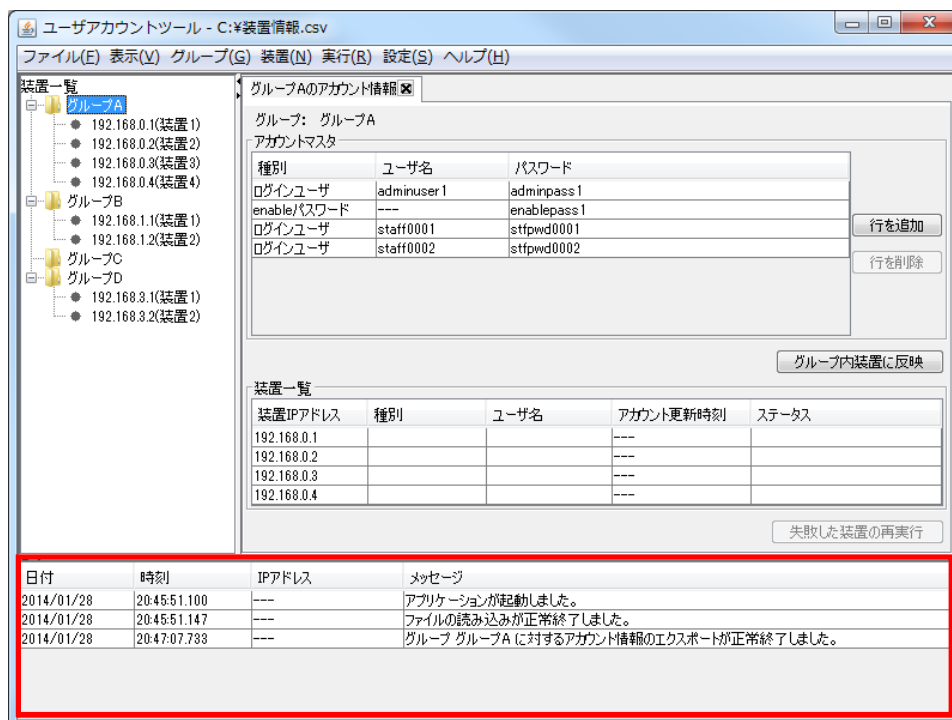 ユーザアカウントツール - C:¥装置情報.csv
ファイル(F) 表示(V) グループ(G) 装置(N) 実行(R) 設定(S) ヘルプ(H)
装置一覧
グループA
192.168.0.1(装置1)
192.168.0.2(装置2)
192.168.0.3(装置3)
192.168.0.4(装置4)
グループB
192.168.1.1(装置1)
192.168.1.2(装置2)
グループC
グループD
192.168.3.1(装置1)
192.168.3.2(装置2)
グループAのアカウント情報
グループ: グループA
アカウントマスタ
種別 ユーザ名 パスワード
ログインユーザ adminuser1 adminpass1
enableパスワード --- enablepass1
ログインユーザ staff0001 stfpwd0001
ログインユーザ staff0002 stfpwd0002
行を追加
行を削除
グループ内装置に反映
装置一覧
装置IPアドレス 種別 ユーザ名 アカウント更新時刻 ステータス
192.168.0.1 ---
192.168.0.2 ---
192.168.0.3 ---
192.168.0.4 ---
失敗した装置の再実行
日付 時刻 IPアドレス メッセージ
2014/01/28 20:45:51.100 --- アプリケーションが起動しました。
2014/01/28 20:45:51.147 --- ファイルの読み込みが正常終了しました。
2014/01/28 20:47:07.733 --- グループ グループA に対するアカウント情報のエクスポートが正常終了しました。